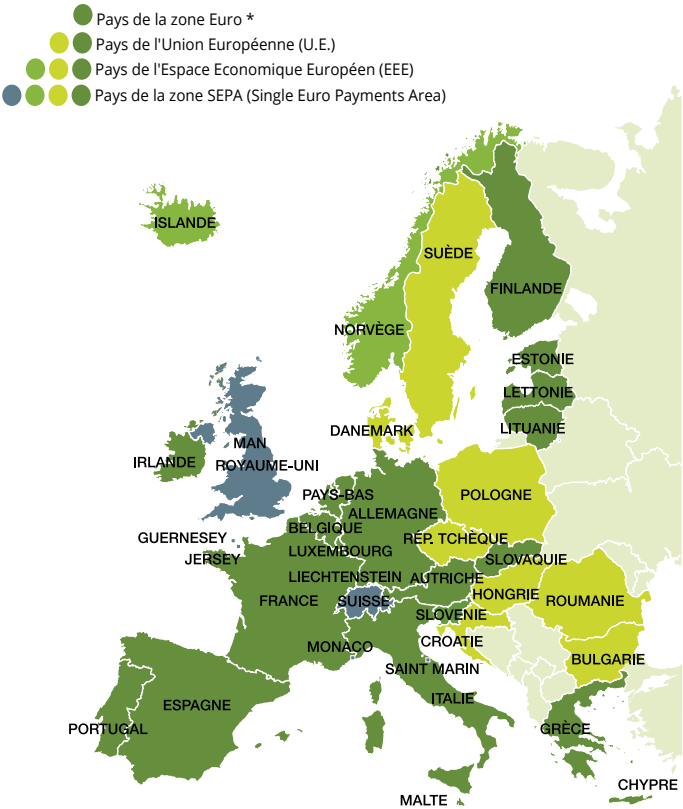 Pays de la zone Euro *
Pays de l'Union Européenne (U.E.)
Pays de l'Espace Economique Européen (EEE)
Pays de la zone SEPA (Single Euro Payments Area)
ISLANDE
SUÈDE
FINLANDE
NORVÈGE
ESTONIE
LETTONIE
LITUANIE
DANEMARK
MAN
IRLANDE
ROYAUME-UNI
PAYS-BAS
POLOGNE
ALLEMAGNE
BELGIQUE
GUERNESEY
RÉP. TCHÈQUE
LUXEMBOURG
JERSEY
SLOVAQUIE
LIECHTENSTEIN
AUTRICHE
HONGRIE
FRANCE
SUISSE
ROUMANIE
SLOVENIE
CROATIE
MONACO
BULGARIE
SAINT MARIN
ITALIE
ESPAGNE
PORTUGAL
GRÈCE
CHYPRE
MALTE